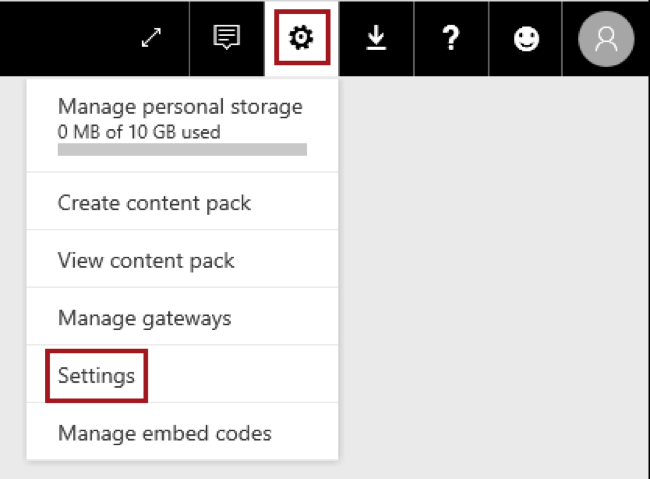 ?
Manage personal storage
0 MB of 10 GB used
Create content pack
View content pack
Manage gateways
Settings
Manage embed codes